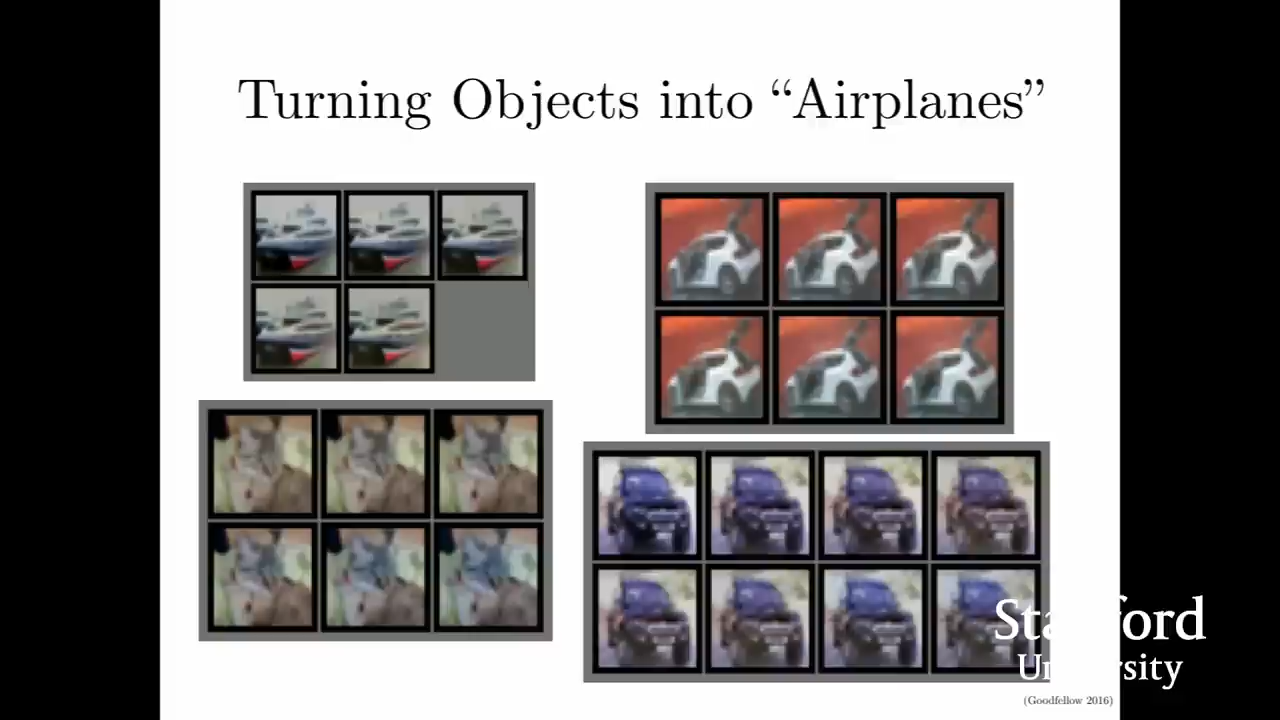 Turning Objects into “Airplanes”
Stanford
University
(Goodfellow 2016)